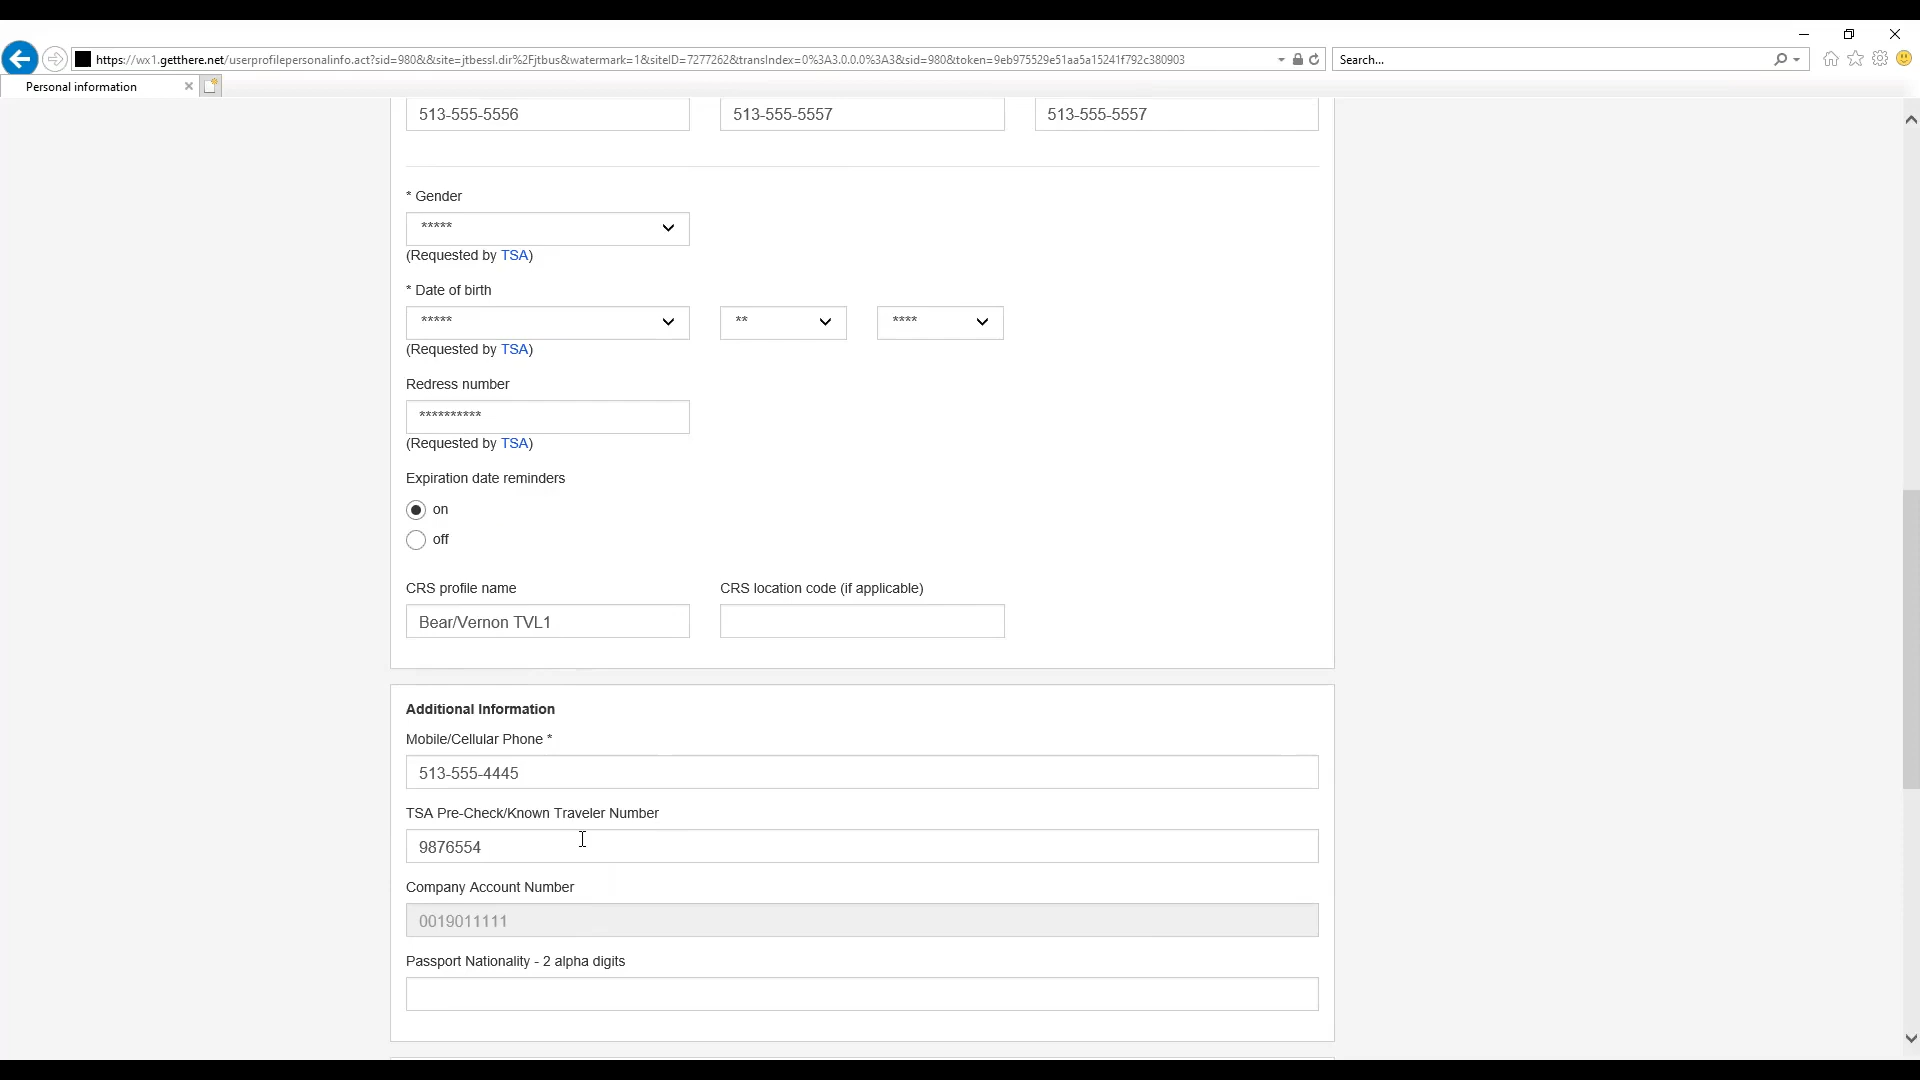 https://wx1.getthere.net/userprofilepersonalinfo.act?sid=980&&site=jtbessl.dir%2Fjtbus&watermark=1&siteID=7277262&transIndex=0%3A3.0.0.0%3A3&sid=980&token=9eb975529e51aa5a15241f792c380903
Search...
Personal information
513-555-5556 513-555-5557 513-555-5557
* Gender
*****
(Requested by TSA)
* Date of birth
***** ** ****
(Requested by TSA)
Redress number
**********
(Requested by TSA)
Expiration date reminders
on
off
CRS profile name CRS location code (if applicable)
Bear/Vernon TVL1
Additional Information
Mobile/Cellular Phone *
513-555-4445
TSA Pre-Check/Known Traveler Number
9876554
Company Account Number
0019011111
Passport Nationality - 2 alpha digits